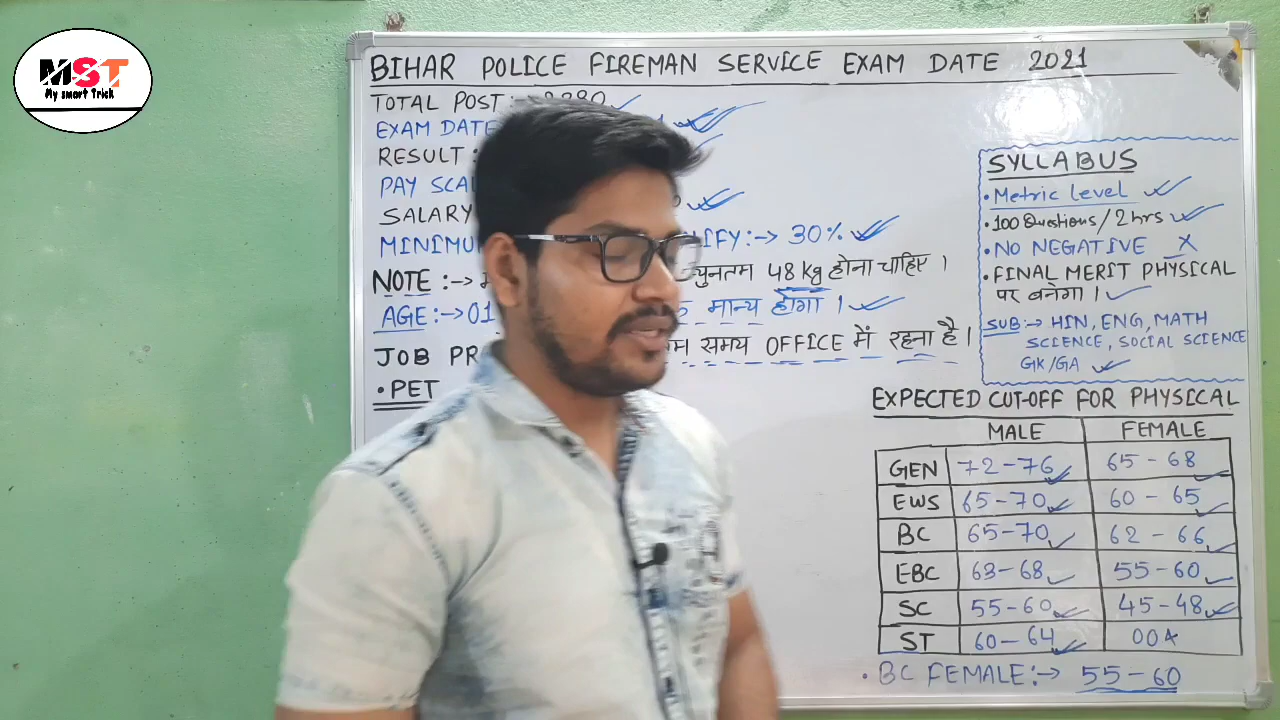 MST
My smart Trick
BIHAR POLICE FIREMAN SERVICE EXAM DATE 2021
TOTAL POST:-
EXAM DATE
RESULT :
PAY SCA
SALARY
MINIMU IFY:-> 30%
NOTE :-> 48 Kg होना चाहिए ।
AGE:->01 मान्य होगा ।
JOB PR समय OFFICE में रहना है ।
• PET
SYLLABUS
• Metric level
• 100 Questions/2 hrs
• NO NEGATIVE X
• FINAL MERIT PHYSICAL
पर बनेगा ।
SUB:-> HIN, ENG, MATH
SCIENCE, SOCIAL SCIENCE
GK/GA
EXPECTED CUT-OFF FOR PHYSICAL
MALE FEMALE
GEN 72-76 65-68
EWS 65-70 60-65
BC 65-70 62-66
EBC 63-68 55-60
SC 55-60 45-48
ST 60-64
• BC FEMALE:-> 55-60